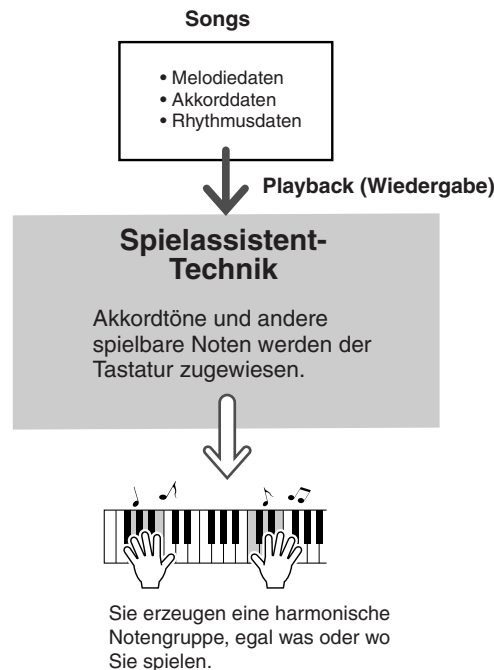 Songs
• Melodiedaten
• Akkorddaten
• Rhythmusdaten
Playback (Wiedergabe)
Spielassistent-
Technik
Akkordtöne und andere
spielbare Noten werden der
Tastatur zugewiesen.
Sie erzeugen eine harmonische
Notengruppe, egal was oder wo
Sie spielen.